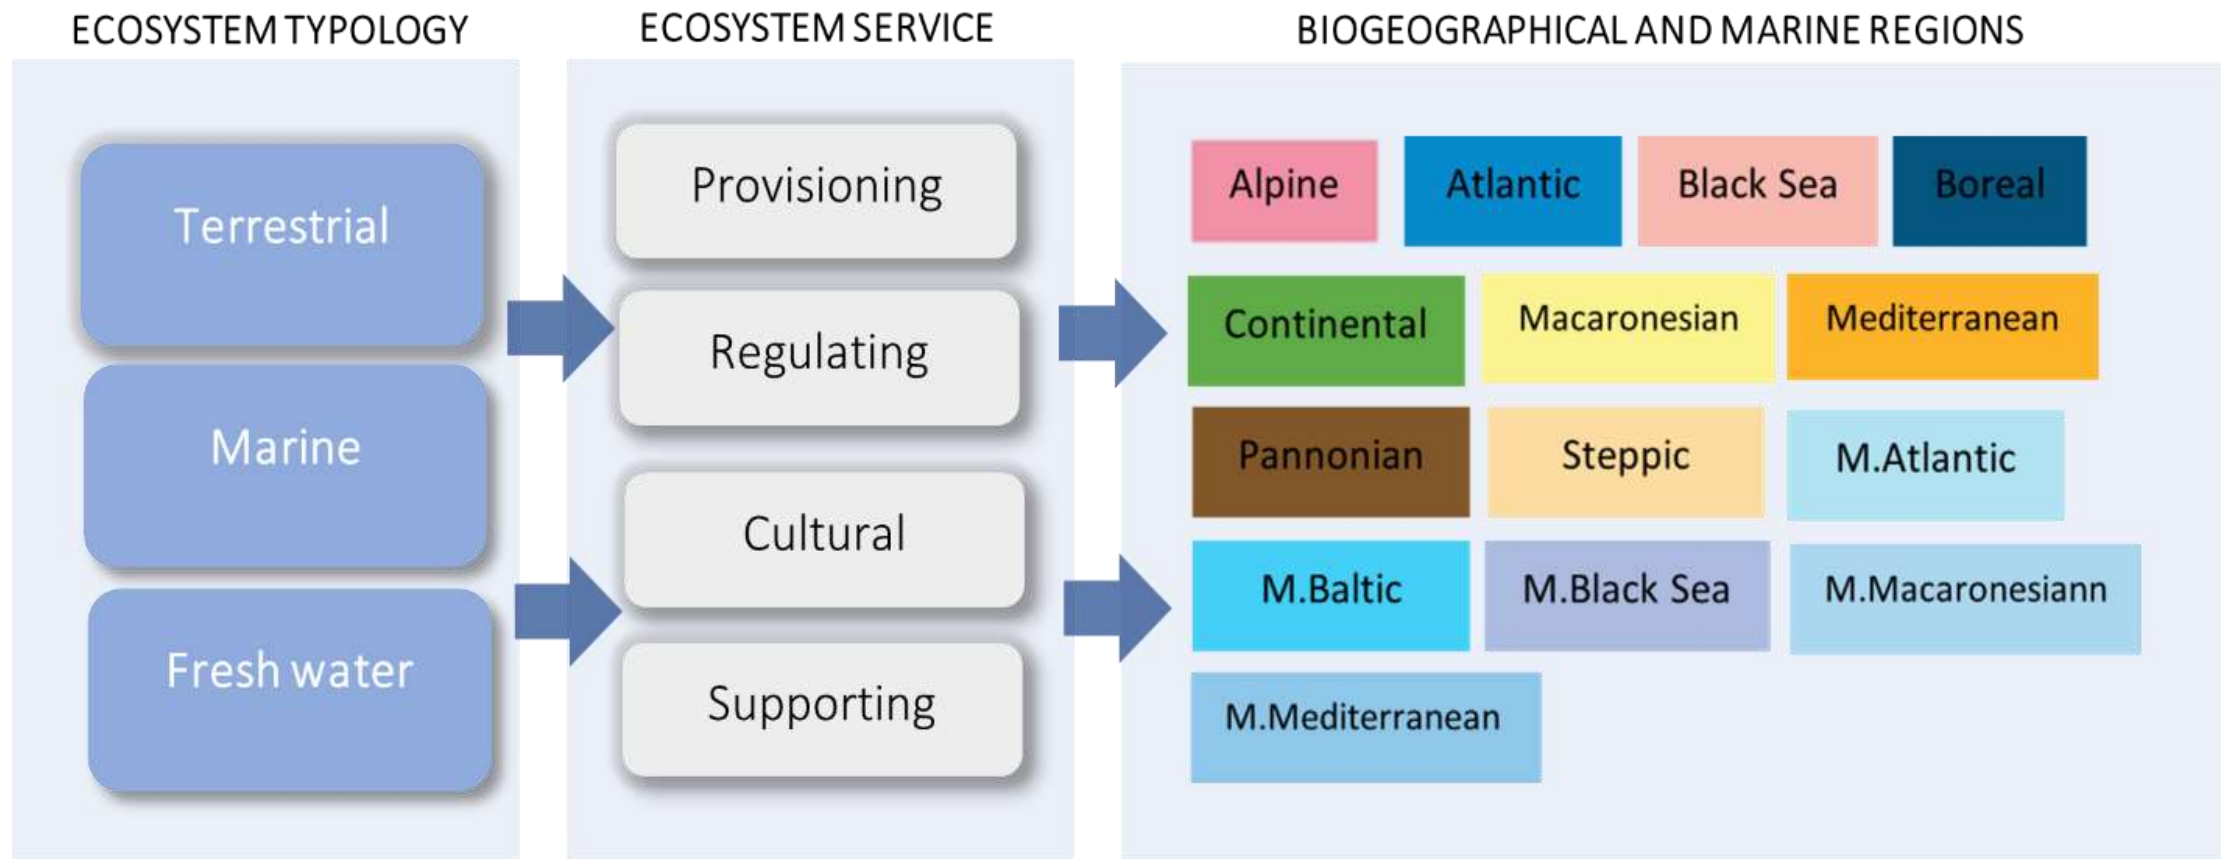 ECOSYSTEM TYPOLOGY
ECOSYSTEM SERVICE
BIOGEOGRAPHICAL AND MARINE REGIONS
Terrestrial
Marine
Fresh water
Provisioning
Regulating
Cultural
Supporting
Alpine
Atlantic
Black Sea
Boreal
Continental
Macaronesian
Mediterranean
Pannonian
Steppic
M.Atlantic
M.Baltic
M.Black Sea
M.Macaronesiann
M.Mediterranean